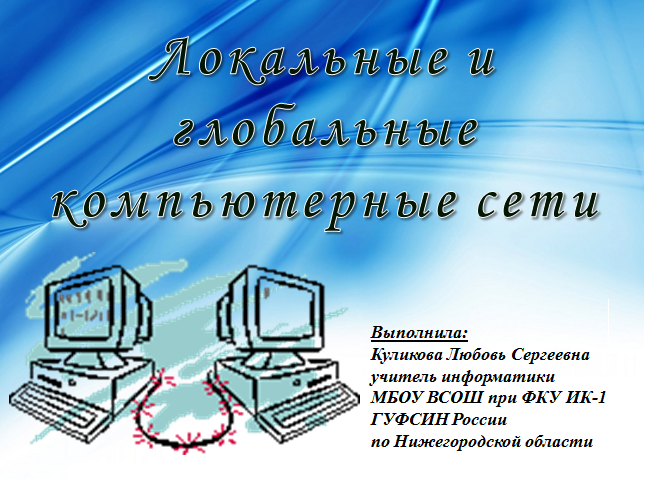 Локальные и
глобальные
компьютерные сети
Выполнила:
Куликова Любовь Сергеевна
учитель информатики
МБОУ ВСОШ при ФКУ ИК-1
ГУФСИН России
по Нижегородской области